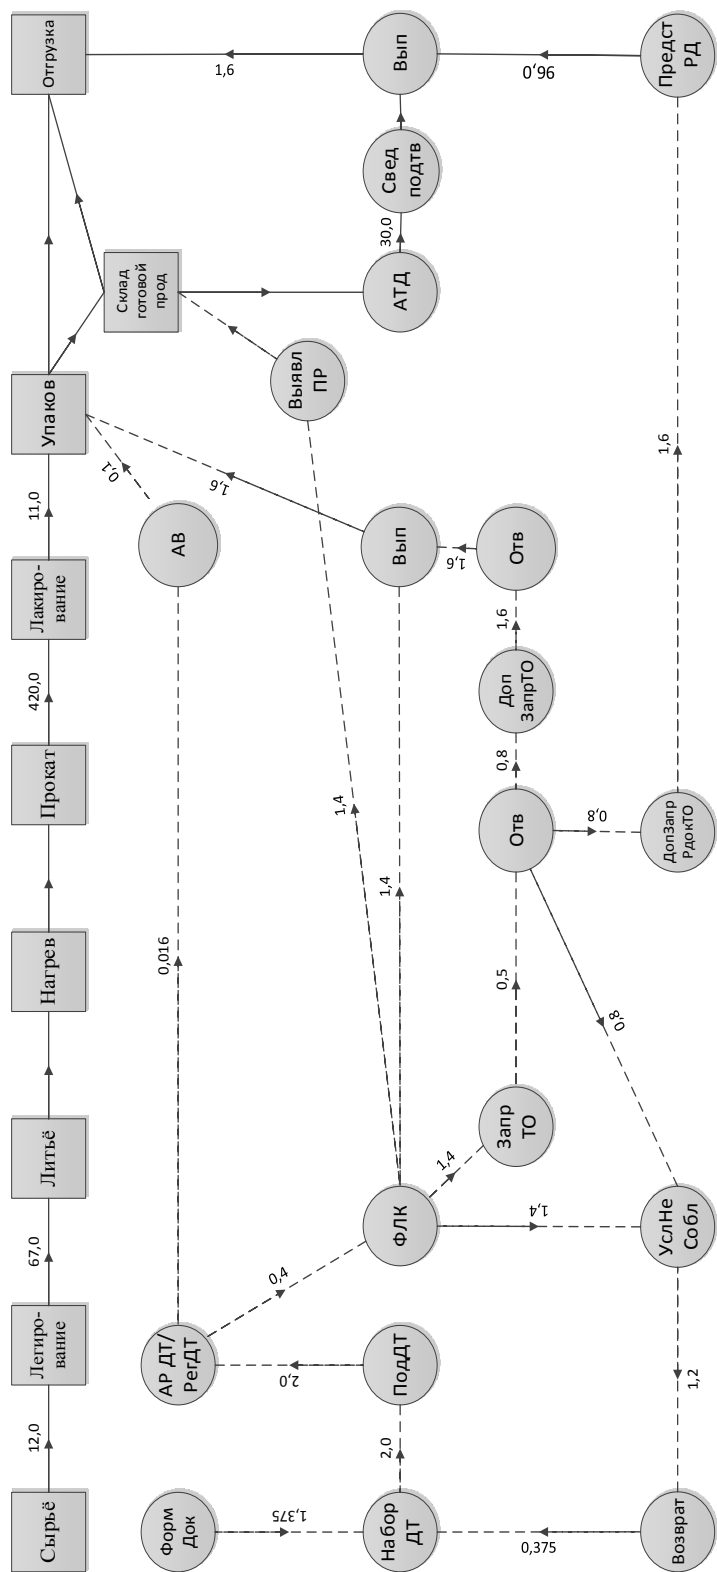 Сырьё
12,0
Легиро-
вание
67,0
Литьё
Нагрев
Прокат
420,0
Лакиро-
вание
11,0
Упаков
Отгрузка
Склад
готовой
прод
Форм
Док
1,375
АР ДТ/
РегДТ
0,016
АВ
0,1
2,0
0,4
Набор
ДТ
2,0
ПодДТ
ФЛК
1,4
1,4
1,4
1,4
Выявл
ПР
Вып
1,6
АТД
30,0
Свед
подтв
Вып
1,6
Запр
ТО
0,5
Отв
0,8
Доп
ЗапрТО
1,6
Отв
1,6
0,8
0,8
Возврат
0,375
1,2
УслНе
Собл
ДопЗапр
РдокТО
1,6
Предст
РД
96,0